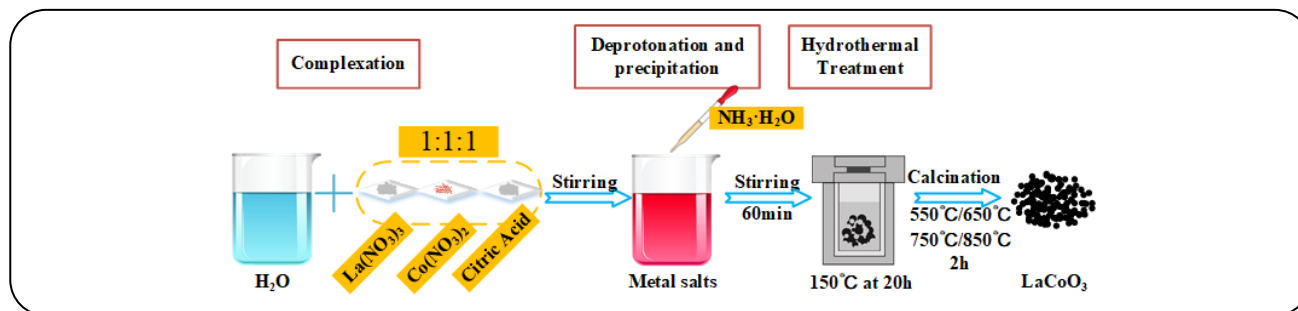 Complexation
Deprotonation and
precipitation
Hydrothermal
Treatment
NH₃·H₂O
1:1:1
Stirring
Stirring
60min
Calcination
550℃/650℃
750℃/850℃
2h
La(NO₃)₃
Co(NO₃)₂
Citric Acid
H₂O
Metal salts
150℃ at 20h
LaCoO₃